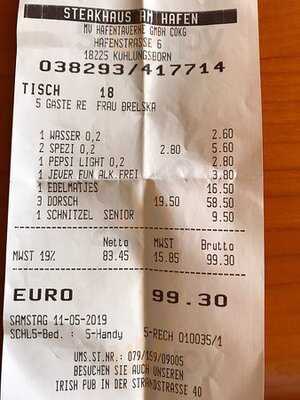 STEAKHAUS AM HAFEN
MV HAFENTAVERNE GMBH COKG
HAFENSTRASSE 6
18225 KÜHLUNGSBORN
038293/417714
TISCH 18
5 GÄSTE RE FRAU BRELSKA
1 WASSER 0,2 2.60
2 SPEZI 0,2 2.80 5.60
1 PEPSI LIGHT 0,2 2.80
1 JEVER FUN ALK.FREI 3,80
1 EDELMATJES 16.50
3 DORSCH 19.50 58.50
1 SCHNITZEL SENIOR 9.50
Netto MWST Brutto
MWST 19% 83.45 15.85 99.30
EURO 99.30
SAMSTAG 11-05-2019
SCHL5-Bed.: 5-Handy 5-RECH 010035/1
UMS.SI.NR.: 079/159/09005
BESUCHEN SIE AUCH UNSEREN
IRISH PUB IN DER STRANDSTRASSE 40